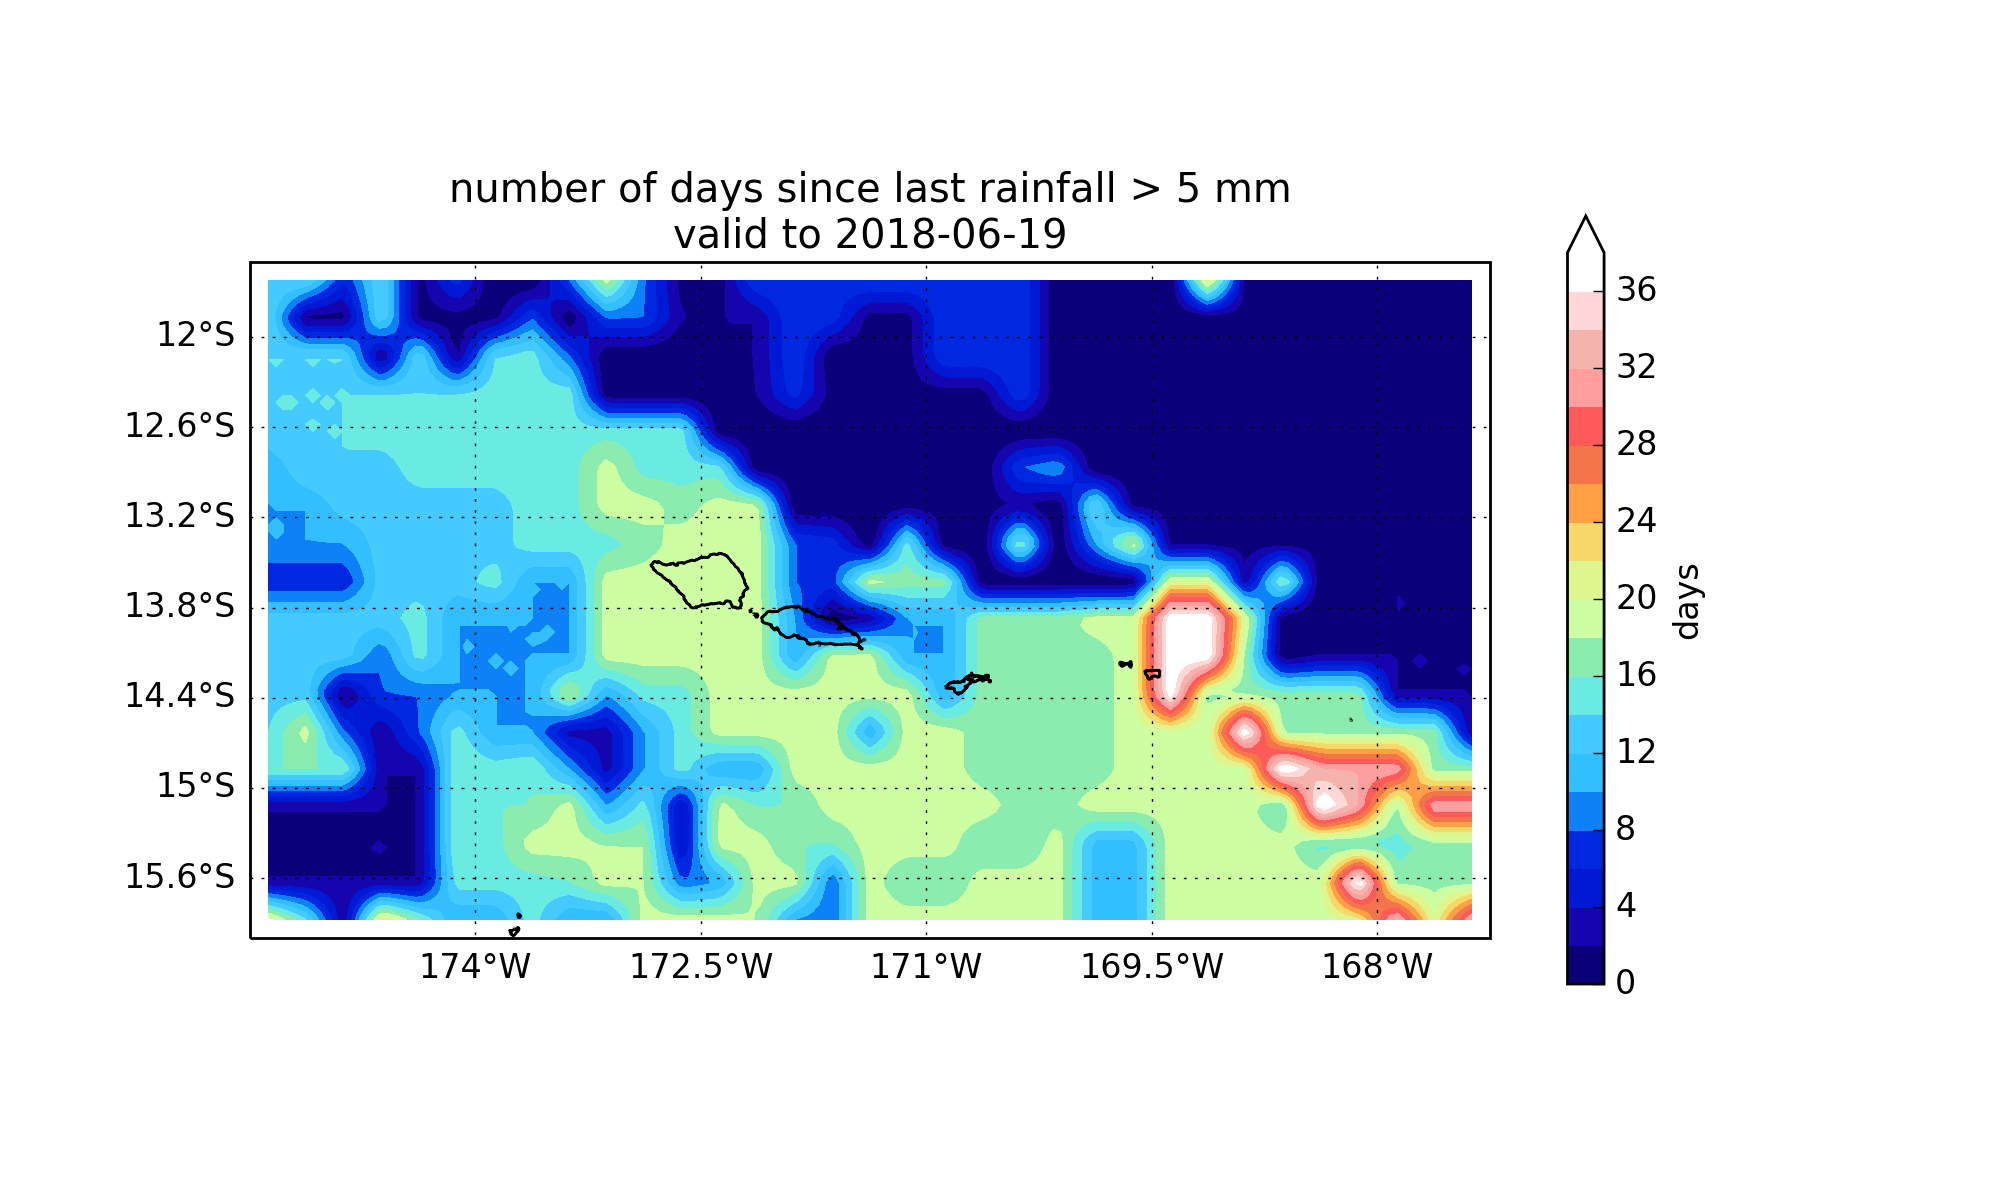 number of days since last rainfall > 5 mm
valid to 2018-06-19
12°S
12.6°S
13.2°S
13.8°S
14.4°S
15°S
15.6°S
174°W
172.5°W
171°W
169.5°W
168°W
36
32
28
24
20
16
12
8
4
0
days